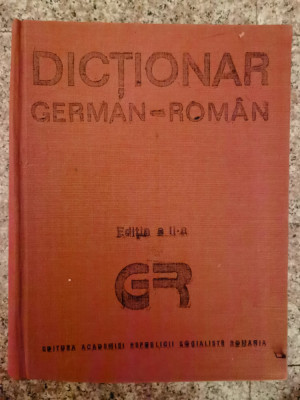 DICȚIONAR
GERMAN-ROMÂN
Ediția a II-a
GR
EDITURA ACADEMIEI REPUBLICII SOCIALISTE ROMÂNIA